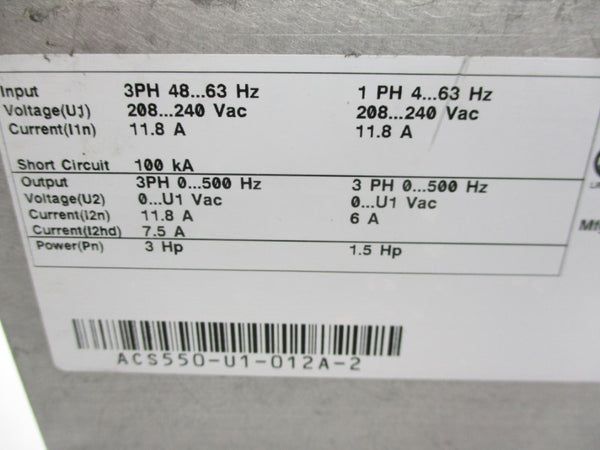 Input 3PH 48...63 Hz 1 PH 4...63 Hz
Voltage(U1) 208...240 Vac 208...240 Vac
Current(I1n) 11.8 A 11.8 A
Short Circuit 100 kA
Output 3PH 0...500 Hz 3 PH 0...500 Hz
Voltage(U2) 0...U1 Vac 0...U1 Vac
Current(I2n) 11.8 A 6 A
Current(I2hd) 7.5 A
Power(Pn) 3 Hp 1.5 Hp
Mfg
ACS550-U1-012A-2